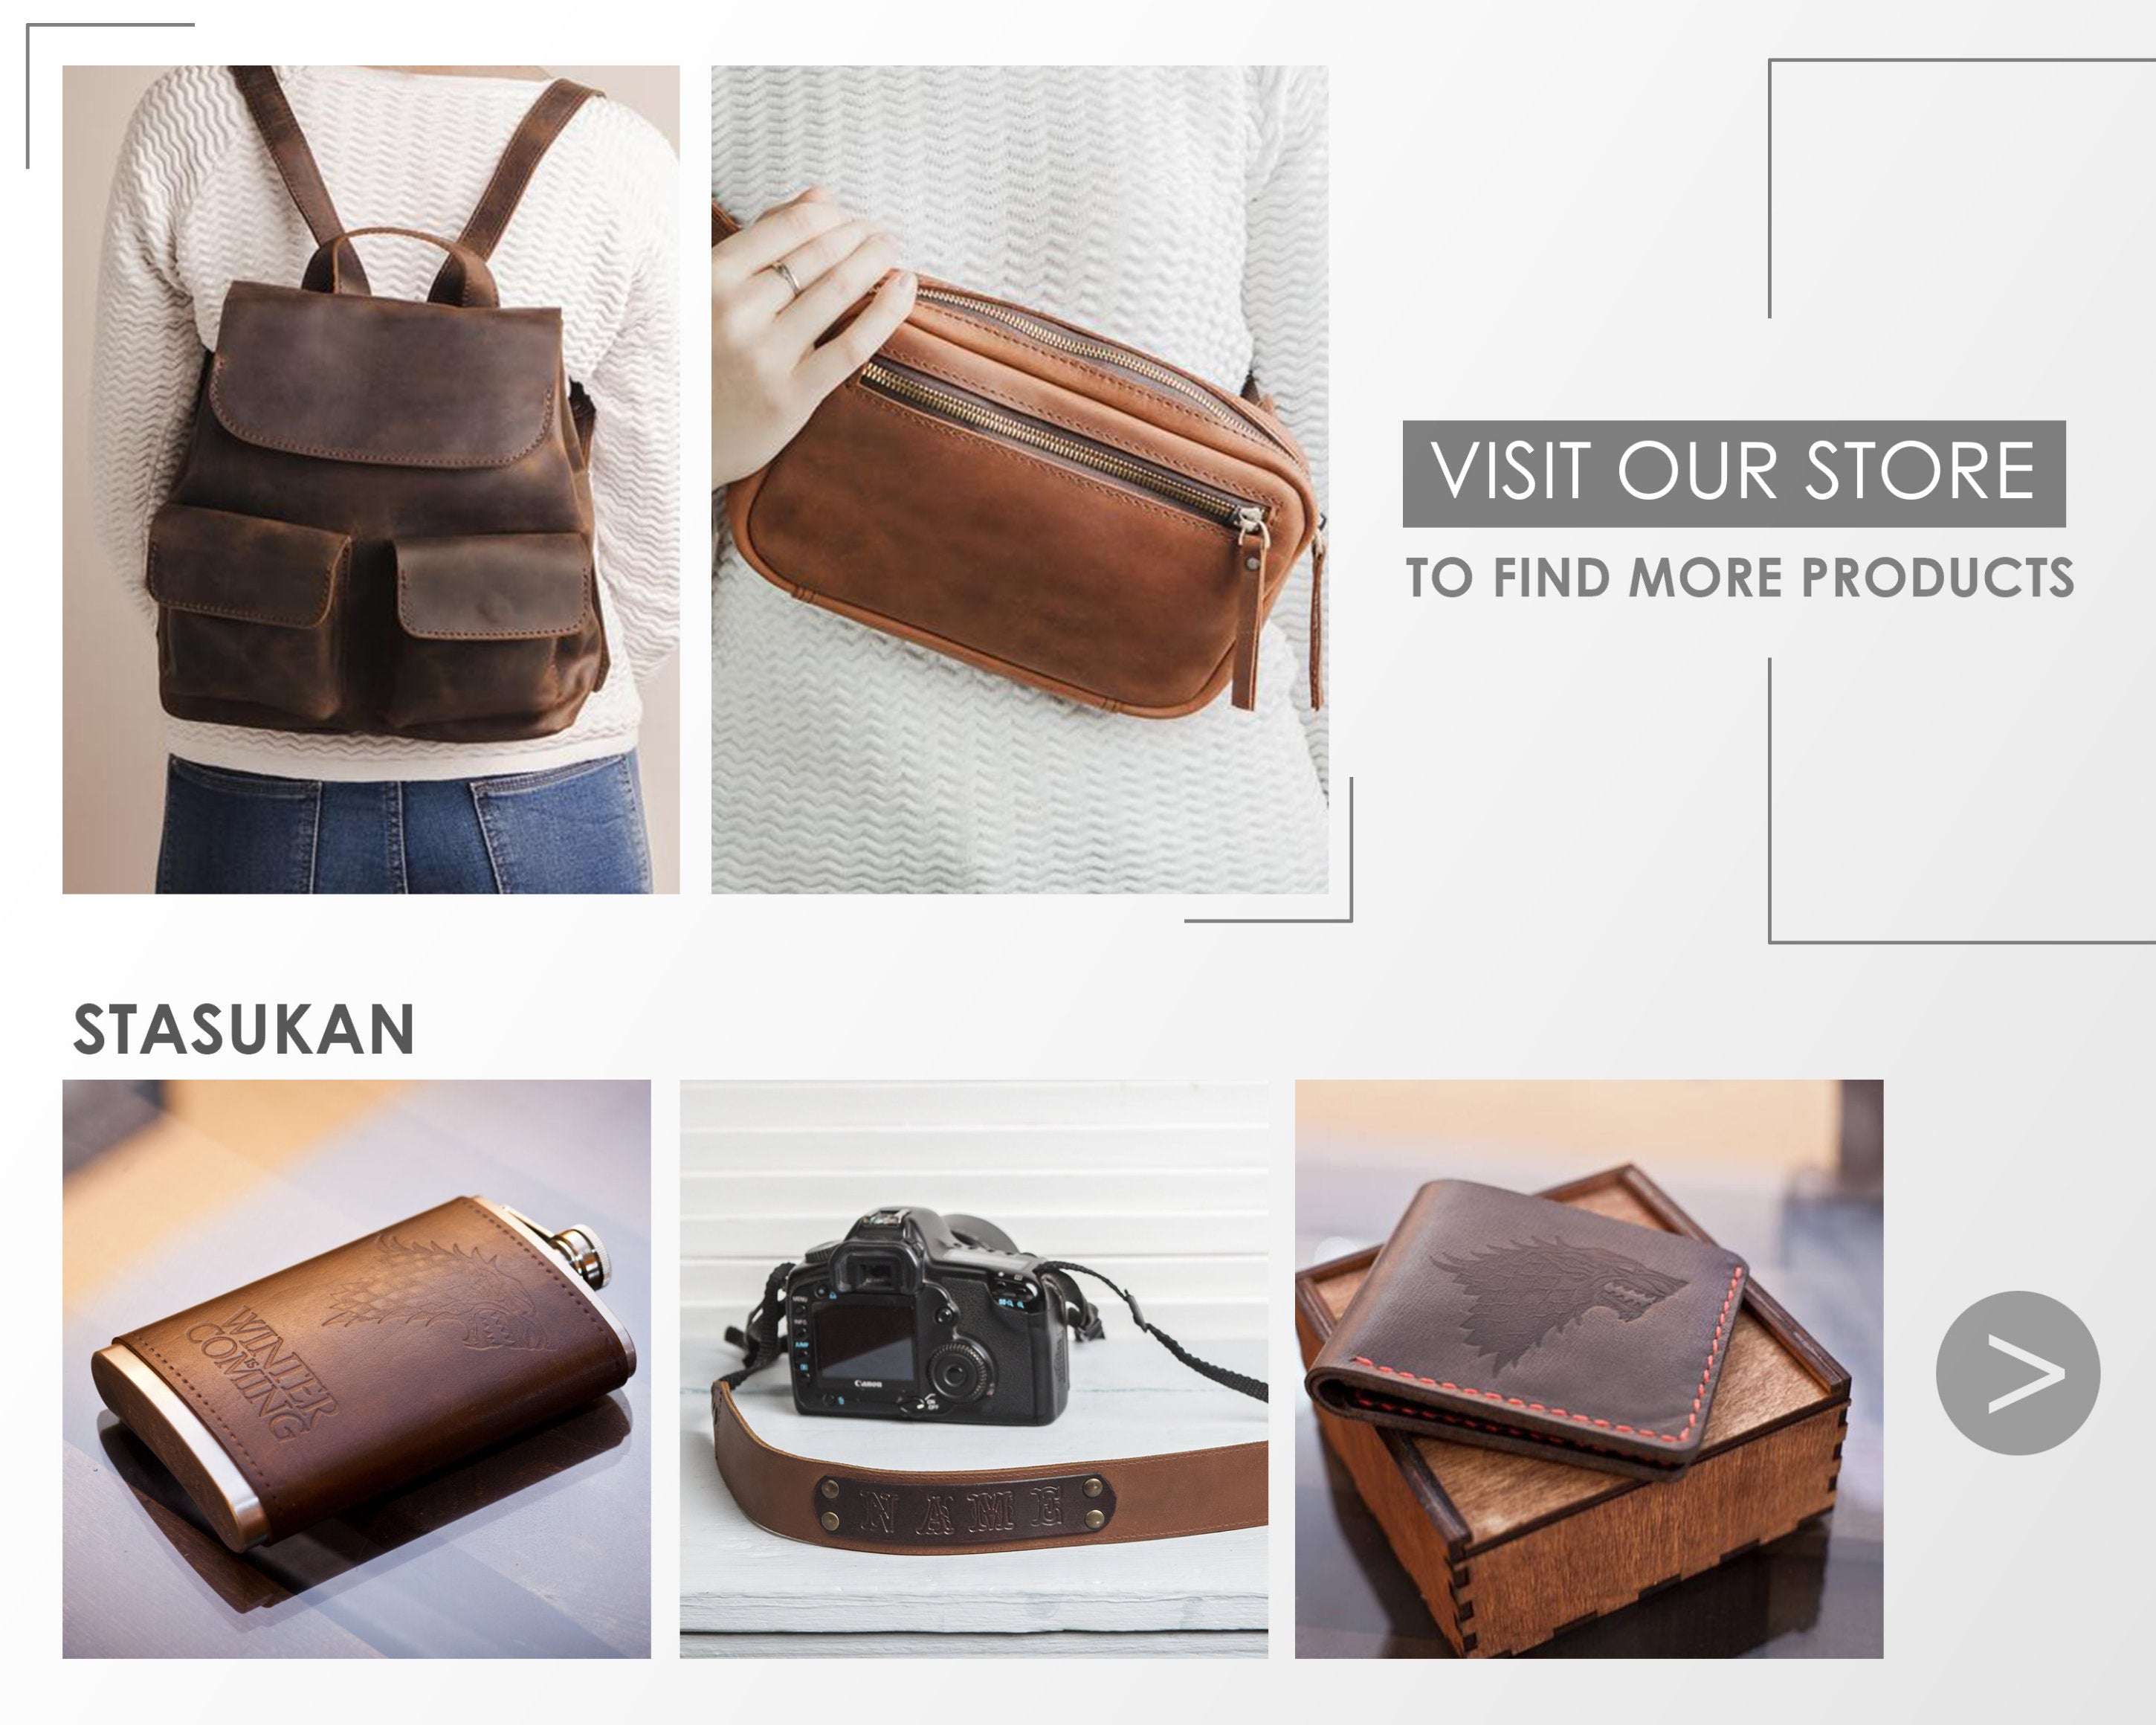 VISIT OUR STORE
TO FIND MORE PRODUCTS
STASUKAN
WINTER
IS
COMING
Canon
NAME
>